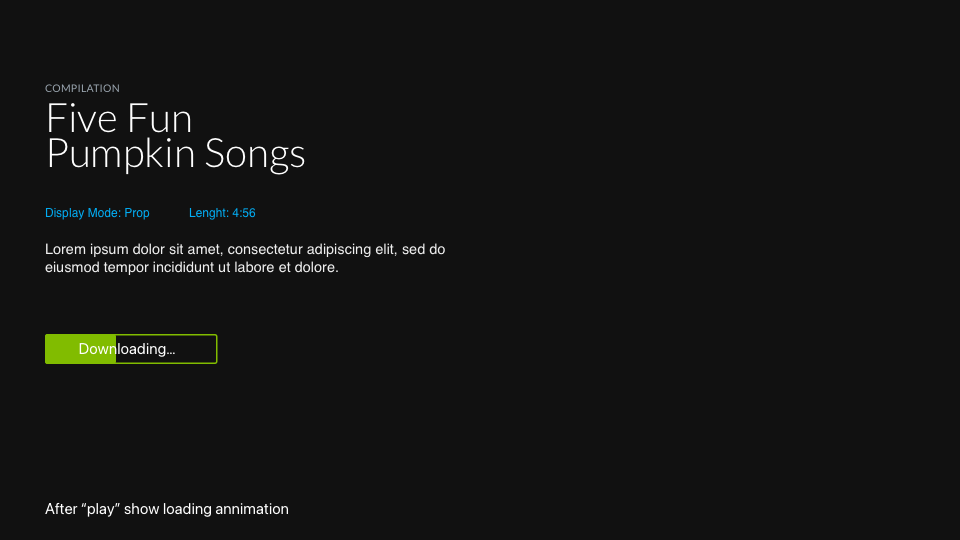 COMPILATION
Five Fun
Pumpkin Songs
Display Mode: Prop Lenght: 4:56
Lorem ipsum dolor sit amet, consectetur adipiscing elit, sed do
eiusmod tempor incididunt ut labore et dolore.
Downloading...
After “play” show loading annimation